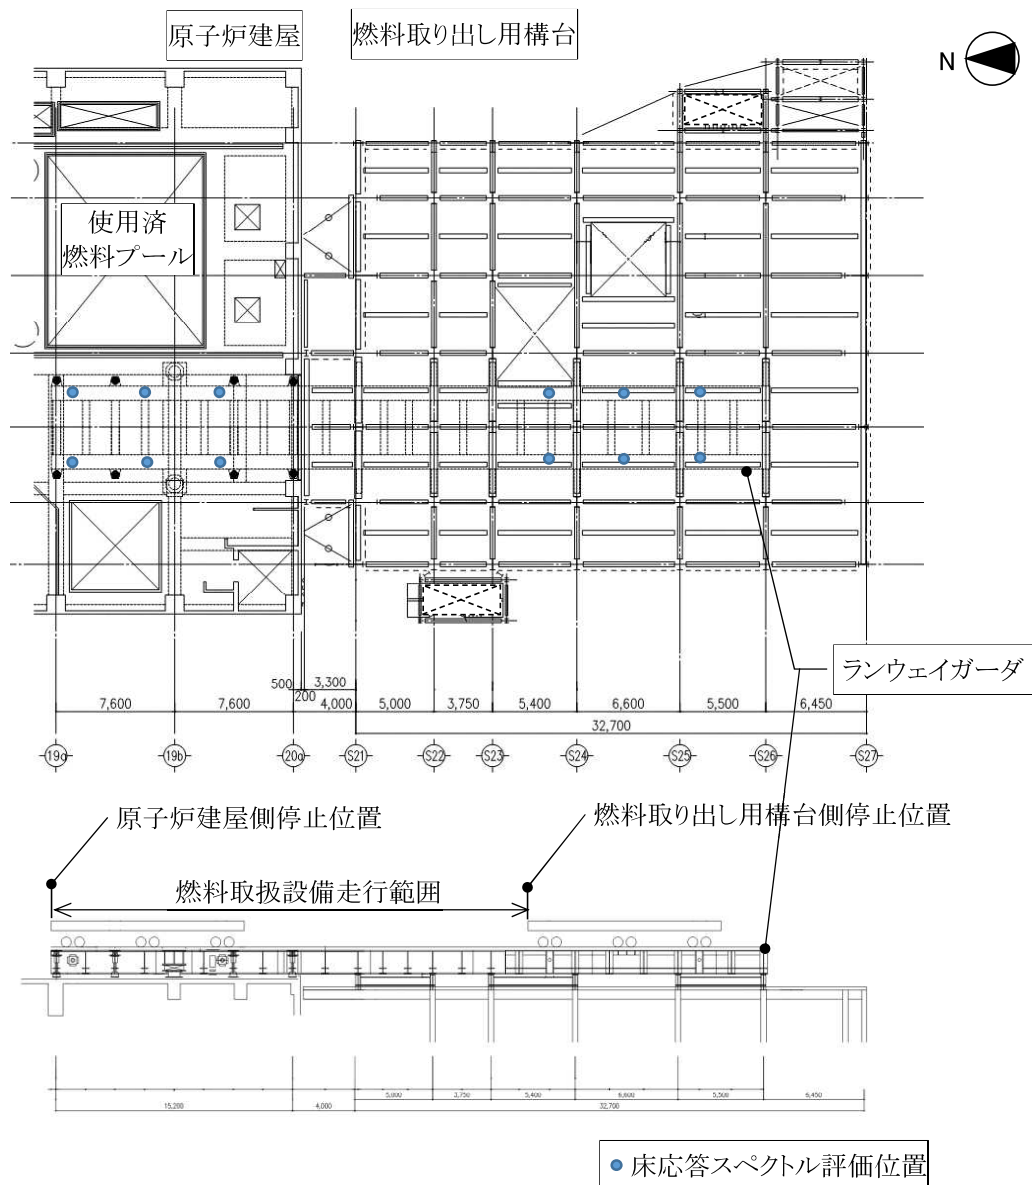 原子炉建屋
燃料取り出し用構台
N
使用済
燃料プール
ランウェイガーダ
500
200
3,300
7,600
7,600
4,000
5,000
3,750
5,400
6,600
5,500
6,450
32,700
19a
19b
20a
S21
S22
S23
S24
S25
S26
S27
原子炉建屋側停止位置
燃料取り出し用構台側停止位置
燃料取扱設備走行範囲
5,000
3,750
5,400
6,600
5,500
6,450
15,200
4,000
32,700
床応答スペクトル評価位置